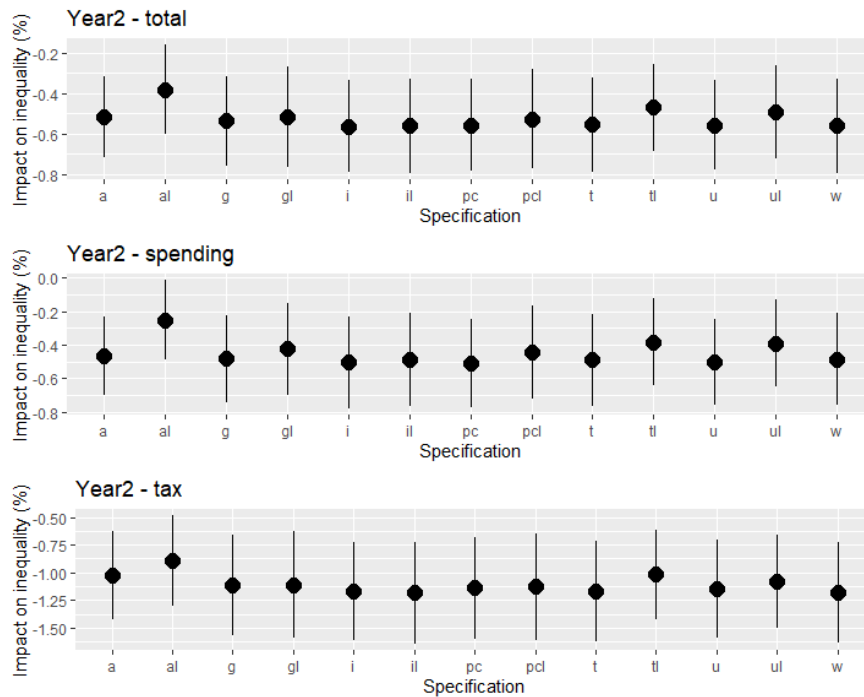 Year2 - total
Impact on inequality (%)
-0.2
-0.4
-0.6
-0.8
a al g gl i il pc pcl t tl u ul w
Specification
Year2 - spending
Impact on inequality (%)
0.0
-0.2
-0.4
-0.6
-0.8
a al g gl i il pc pcl t tl u ul w
Specification
Year2 - tax
Impact on inequality (%)
-0.50
-0.75
-1.00
-1.25
-1.50
a al g gl i il pc pcl t tl u ul w
Specification